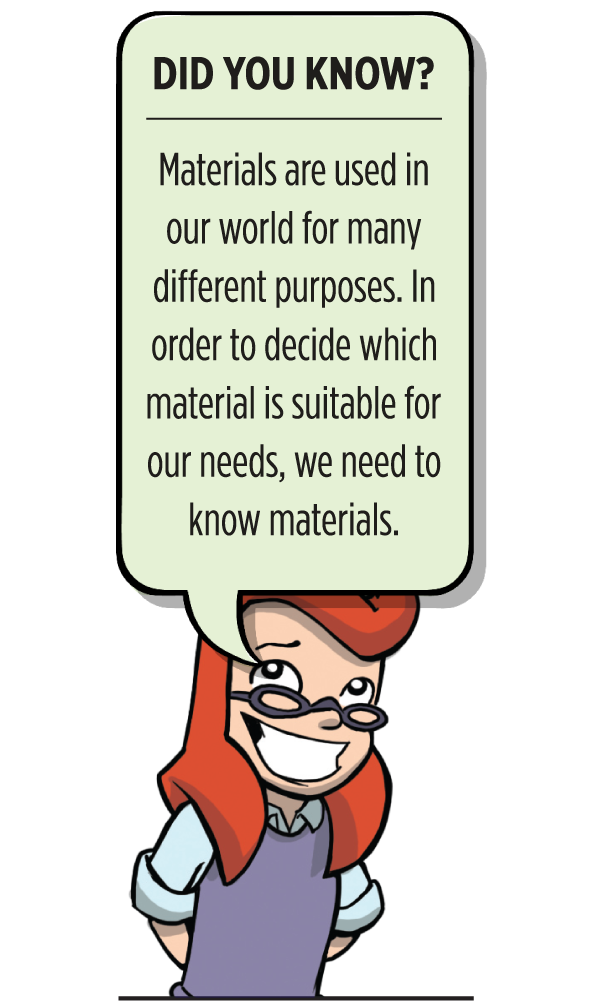 DID YOU KNOW?
Materials are used in
our world for many
different purposes. In
order to decide which
material is suitable for
our needs, we need to
know materials.